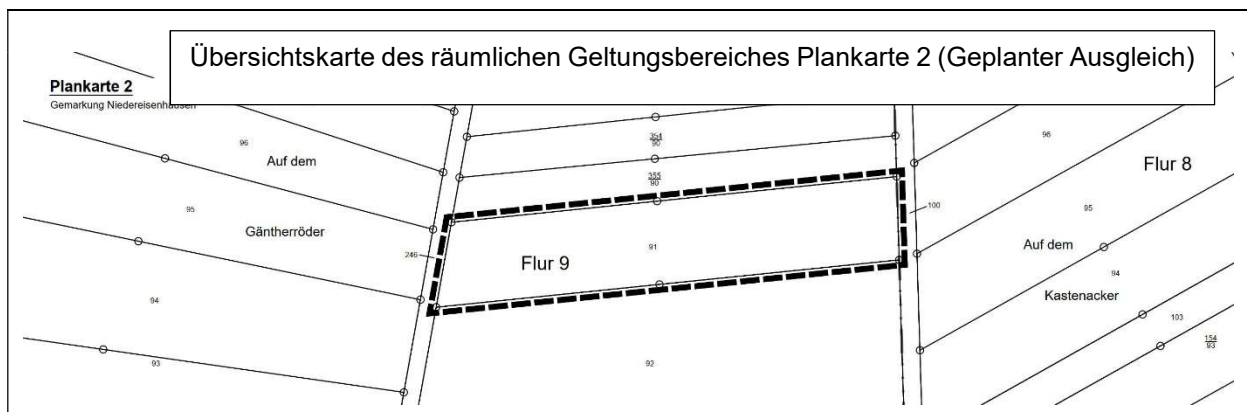 Übersichtskarte des räumlichen Geltungsbereiches Plankarte 2 (Geplanter Ausgleich)
Plankarte 2
Gemarkung Niedereisenhausen
96
Auf dem
354
90
355
90
96
Flur 8
95
Gäntherröder
246
Flur 9
91
100
95
Auf dem
94
Kastenacker
94
103
154
93
93
92